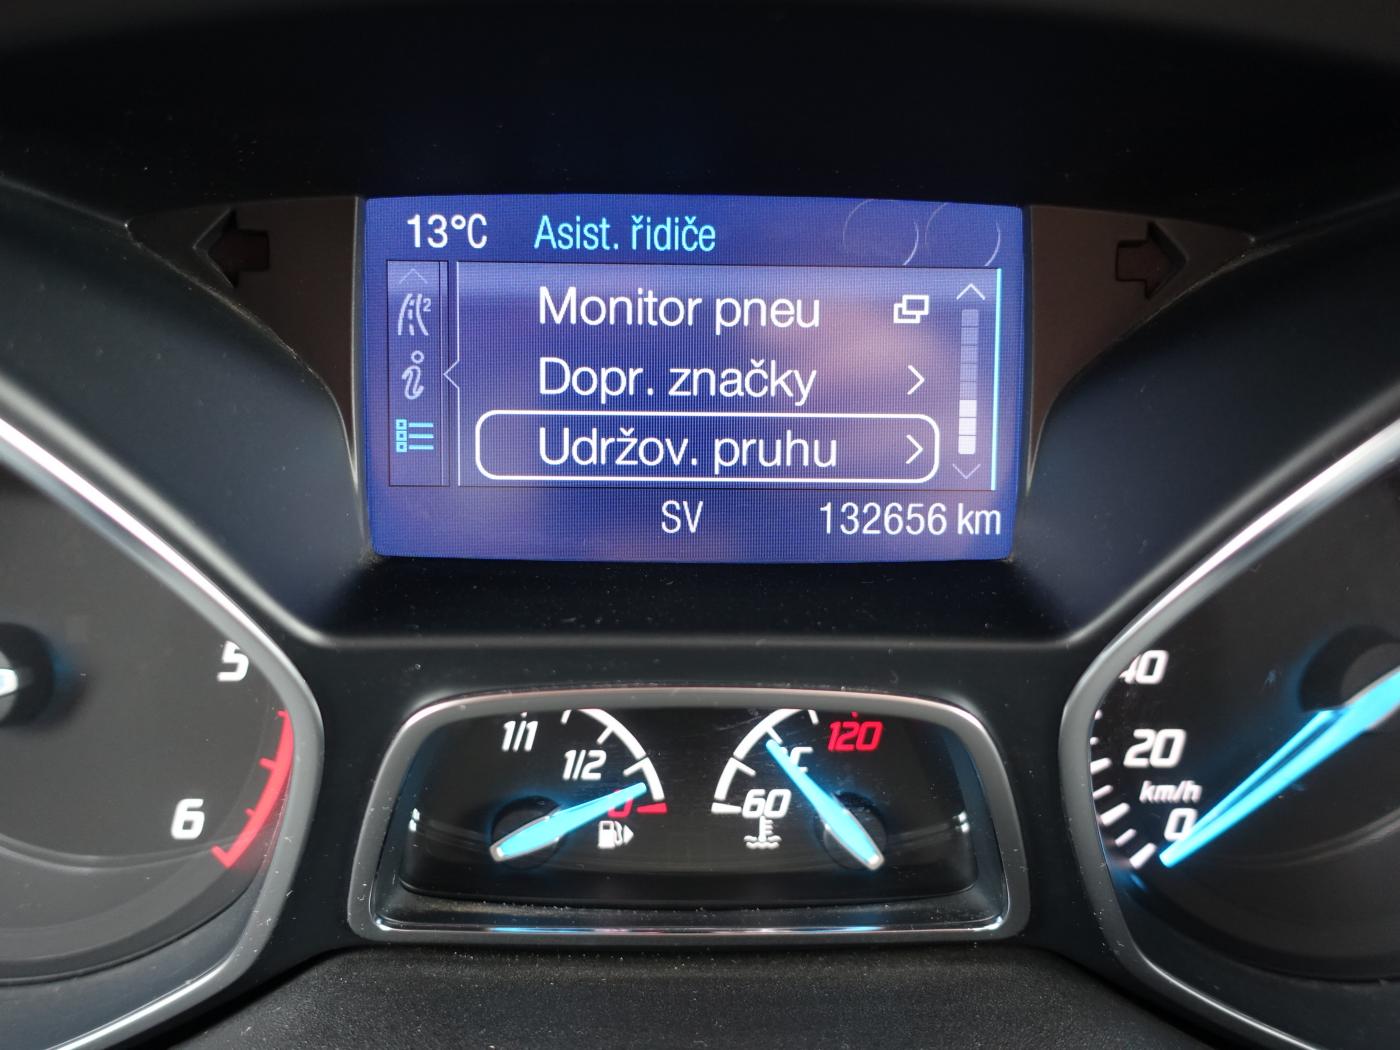 13°C Asist. řidiče
Monitor pneu
Dopr. značky
Udržov. pruhu
SV 132656 km
5
6
1/1
1/2
0
120
°C
60
40
20
km/h
0